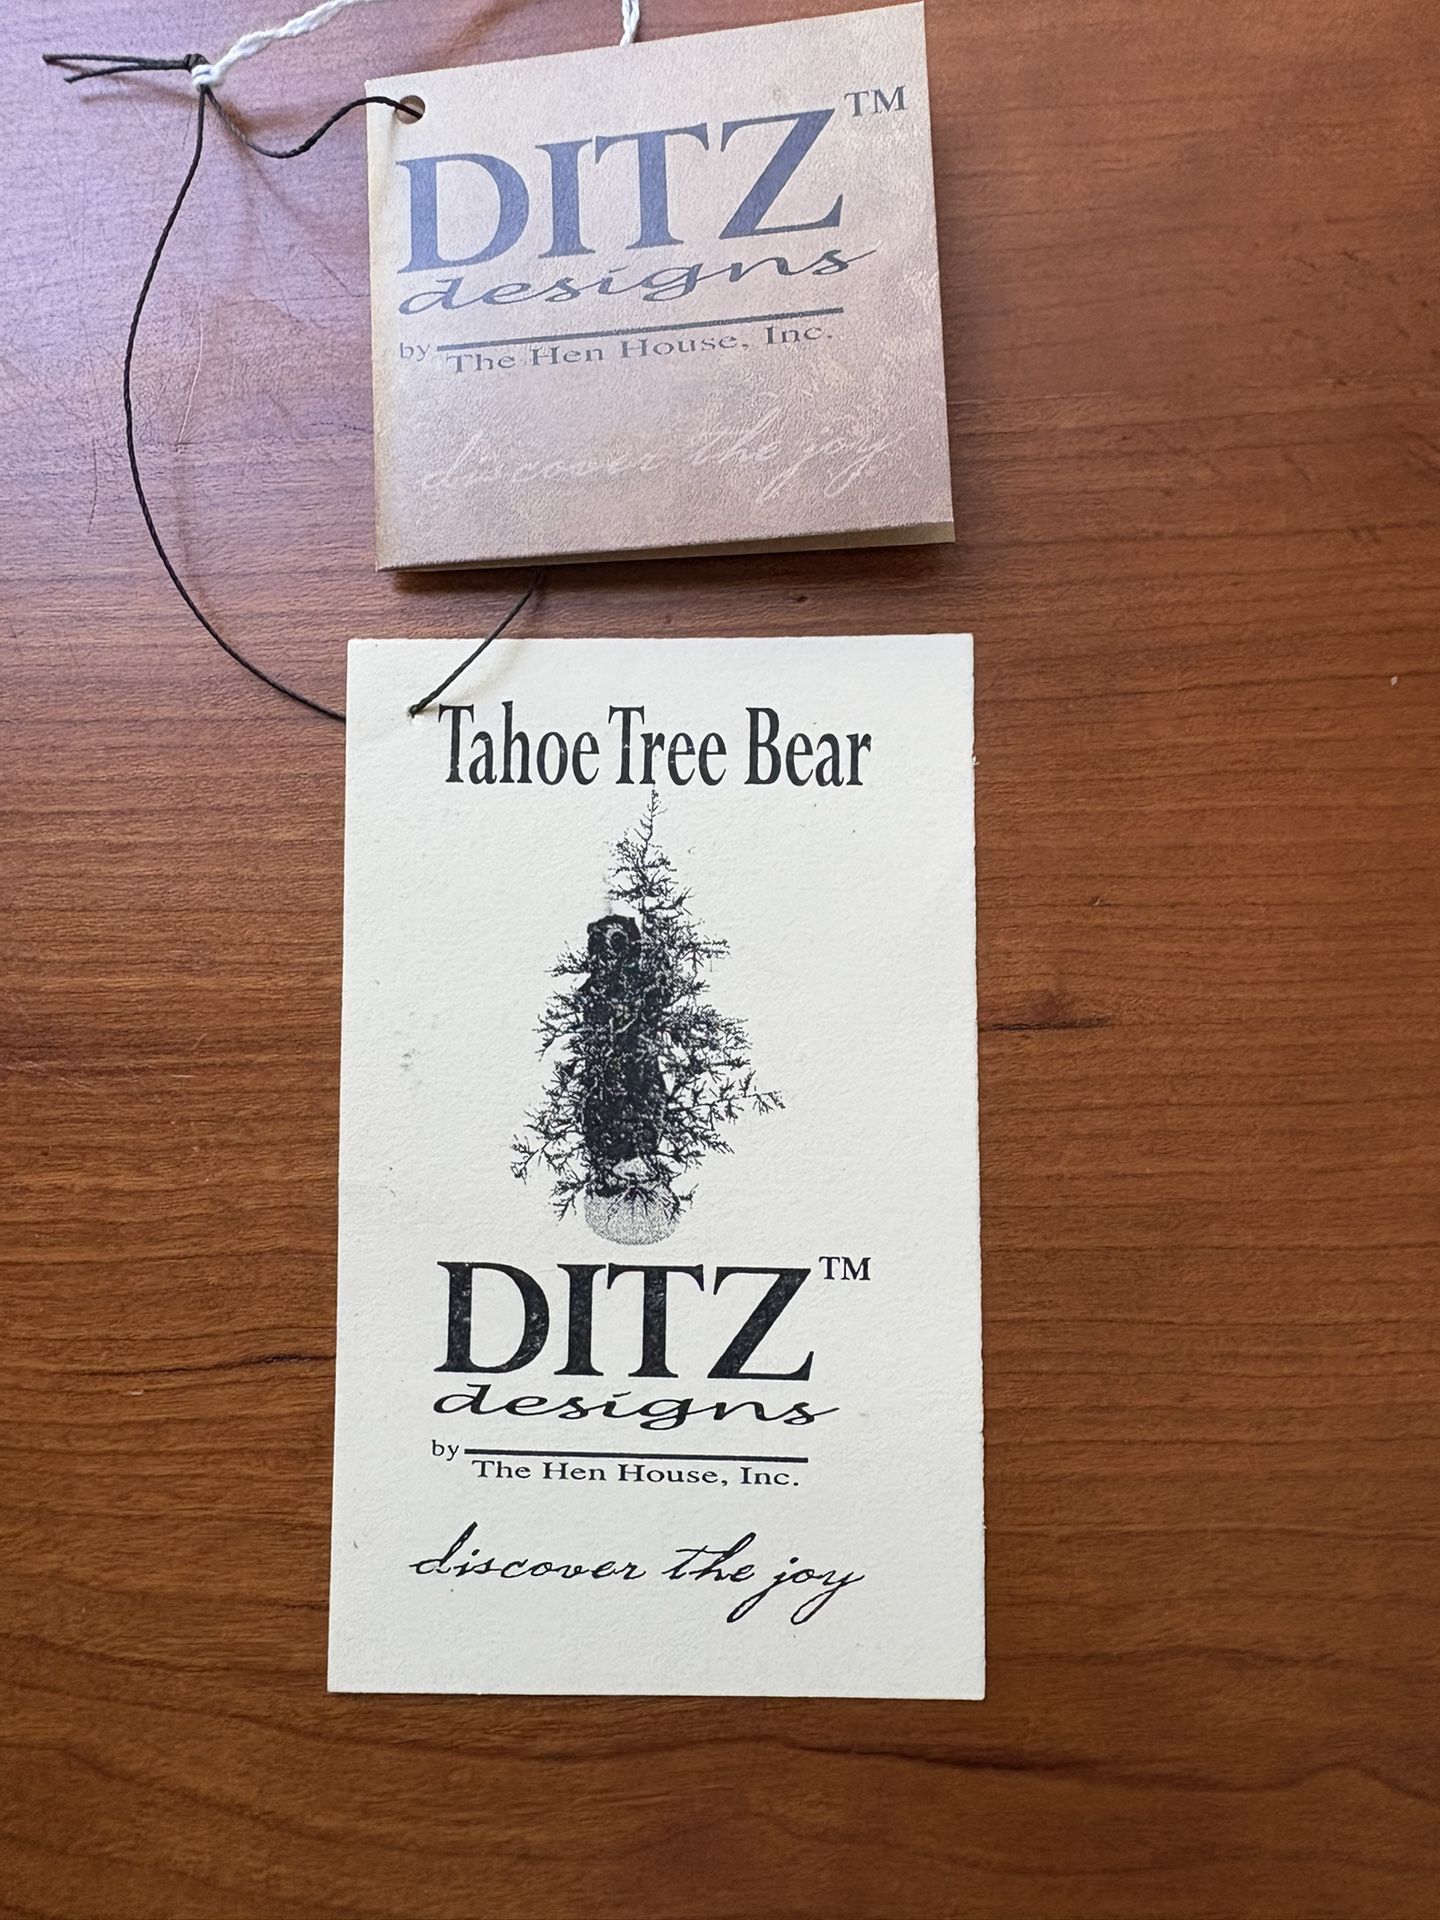 DITZ™
designs
by The Hen House, Inc.
discover the joy
Tahoe Tree Bear
DITZ™
designs
by The Hen House, Inc.
discover the joy